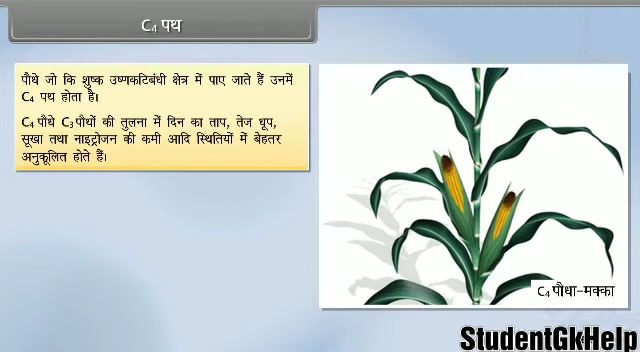 C₄ पथ
पौधे जो कि शुष्क उष्णकटिबंधी क्षेत्र में पाए जाते हैं उनमें
C₄ पथ होता है।
C₄ पौधे C₃ पौधों की तुलना में दिन का ताप, तेज धूप,
सूखा तथा नाइट्रोजन की कमी आदि स्थितियों में बेहतर
अनुकूलित होते हैं।
C₄ पौधा-मक्का
StudentGkHelp